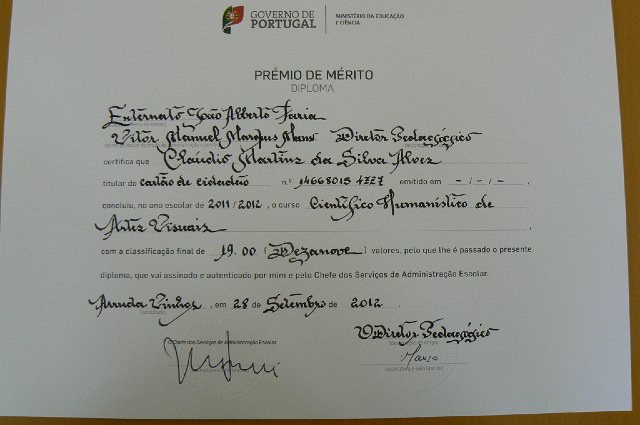 GOVERNO DE PORTUGAL
MINISTÉRIO DA EDUCAÇÃO E CIÊNCIA
PRÉMIO DE MÉRITO
DIPLOMA
Externato João Alberto Faria
Vítor Manuel Marques Diretor Pedagógico
certifica que Cláudio Martins da Silva Alves
titular do cartão de cidadão n.º 14668015 4ZZ7 emitido em -/-/-
concluiu, no ano escolar de 2011/2012, o curso Científico Humanístico de
Artes Visuais
com a classificação final de 19.00 (Dezanove) valores, pelo que lhe é passado o presente
diploma, que vai assinado e autenticado por mim e pelo Chefe dos Serviços de Administração Escolar.
Arruda Vinhos, em 28 de Setembro de 2012.
O Chefe dos Serviços de Administração Escolar
O Diretor Pedagógico